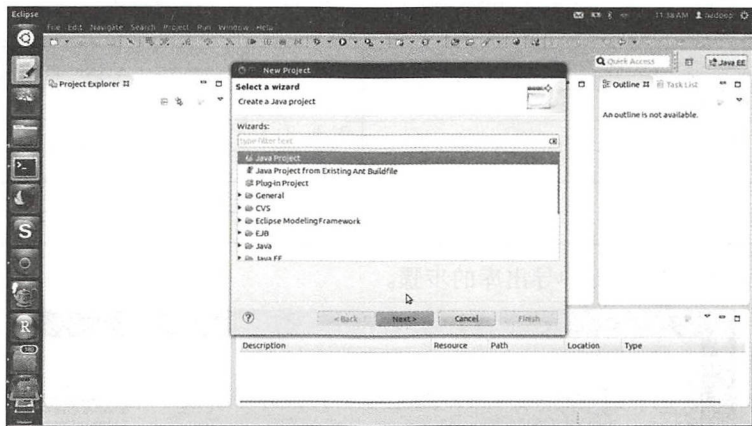 Eclipse
File Edit Navigate Search Project Run Window Help
11:38 AM hadoop
Quick Access
Java EE
Project Explorer
New Project
Select a wizard
Create a Java project
Wizards:
type filter text
Java Project
Java Project from Existing Ant Buildfile
Plug-in Project
General
CVS
Eclipse Modeling Framework
EJB
Java
Java EE
< Back
Next >
Cancel
Finish
Outline
Task List
An outline is not available.
Description Resource Path Location Type